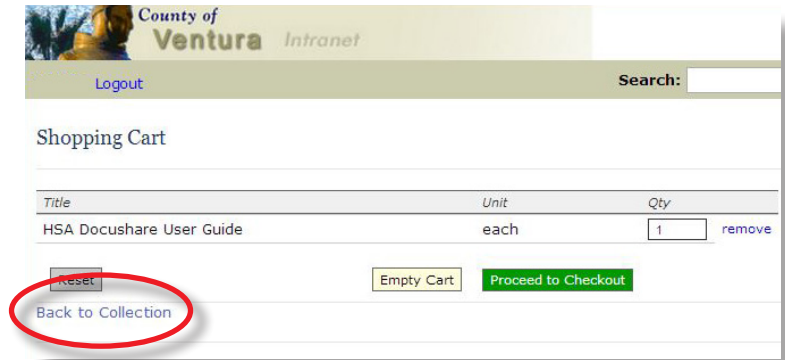 County of
Ventura Intranet
Logout Search:
Shopping Cart
Title Unit Qty
HSA Docushare User Guide each 1 remove
Reset Empty Cart Proceed to Checkout
Back to Collection